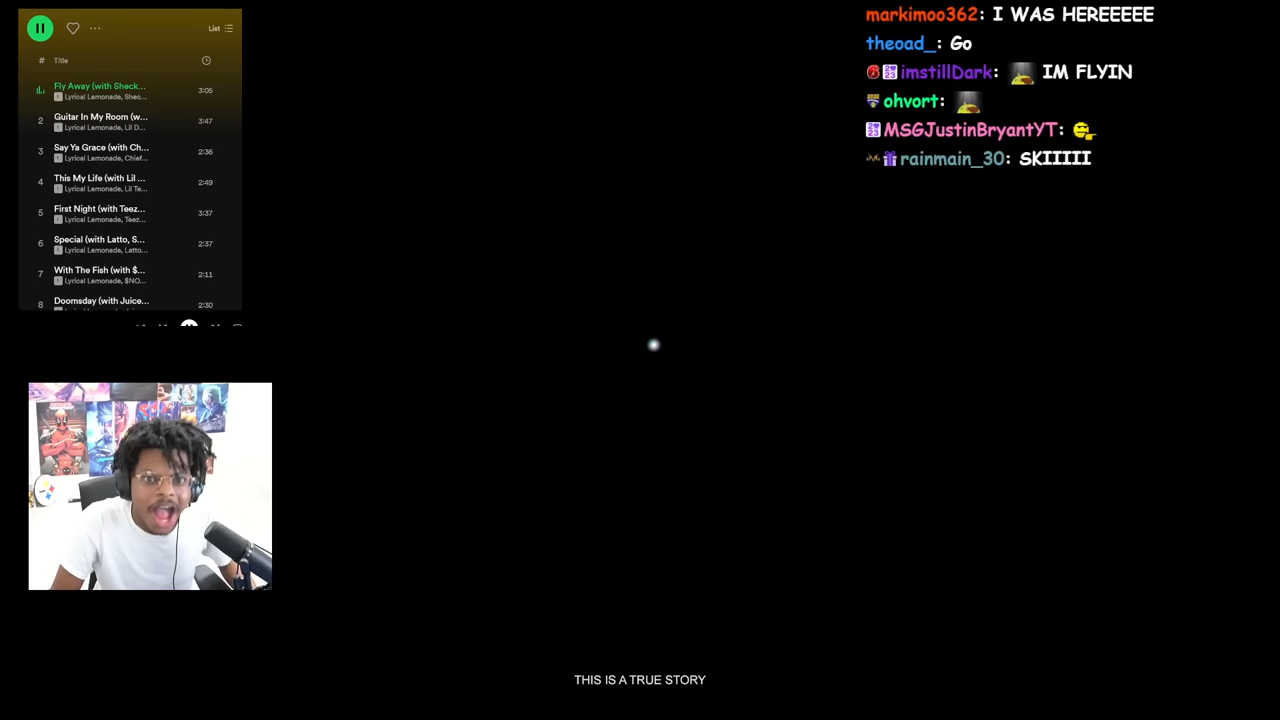 List
# Title
Fly Away (with Sheck...
Lyrical Lemonade, Shec...
3:05
2 Guitar In My Room (w...
Lyrical Lemonade, Lil D...
3:47
3 Say Ya Grace (with Ch...
Lyrical Lemonade, Chief...
2:36
4 This My Life (with Lil ...
Lyrical Lemonade, Lil Te...
2:49
5 First Night (with Teez...
Lyrical Lemonade, Teez...
3:37
6 Special (with Latto, S...
Lyrical Lemonade, Latto...
2:37
7 With The Fish (with $...
Lyrical Lemonade, $NO...
2:11
8 Doomsday (with Juice...
2:30
markimoo362: I WAS HEREEEEE
theoad_: Go
imstillDark: IM FLYIN
ohvort:
MSGJustinBryantYT:
rainmain_30: SKIIIII
THIS IS A TRUE STORY